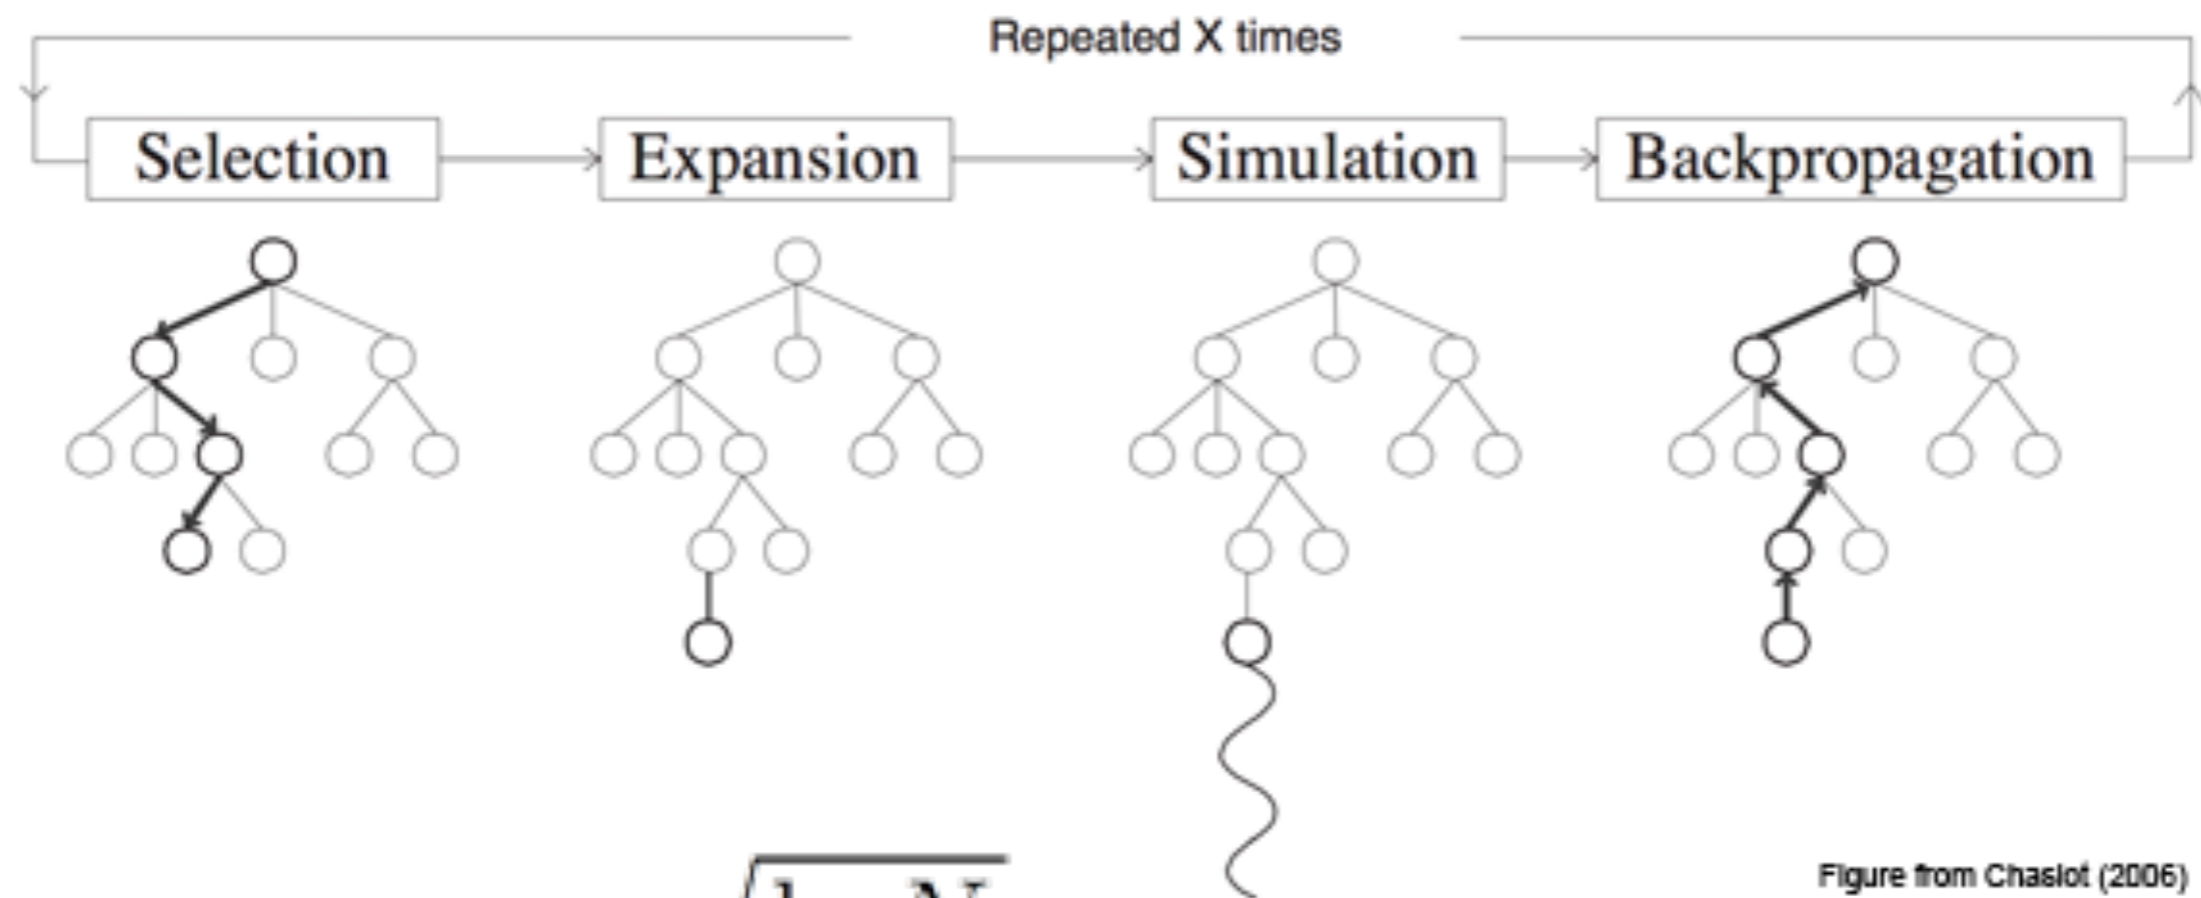 Repeated X times
Selection
Expansion
Simulation
Backpropagation
Figure from Chaslot (2006)